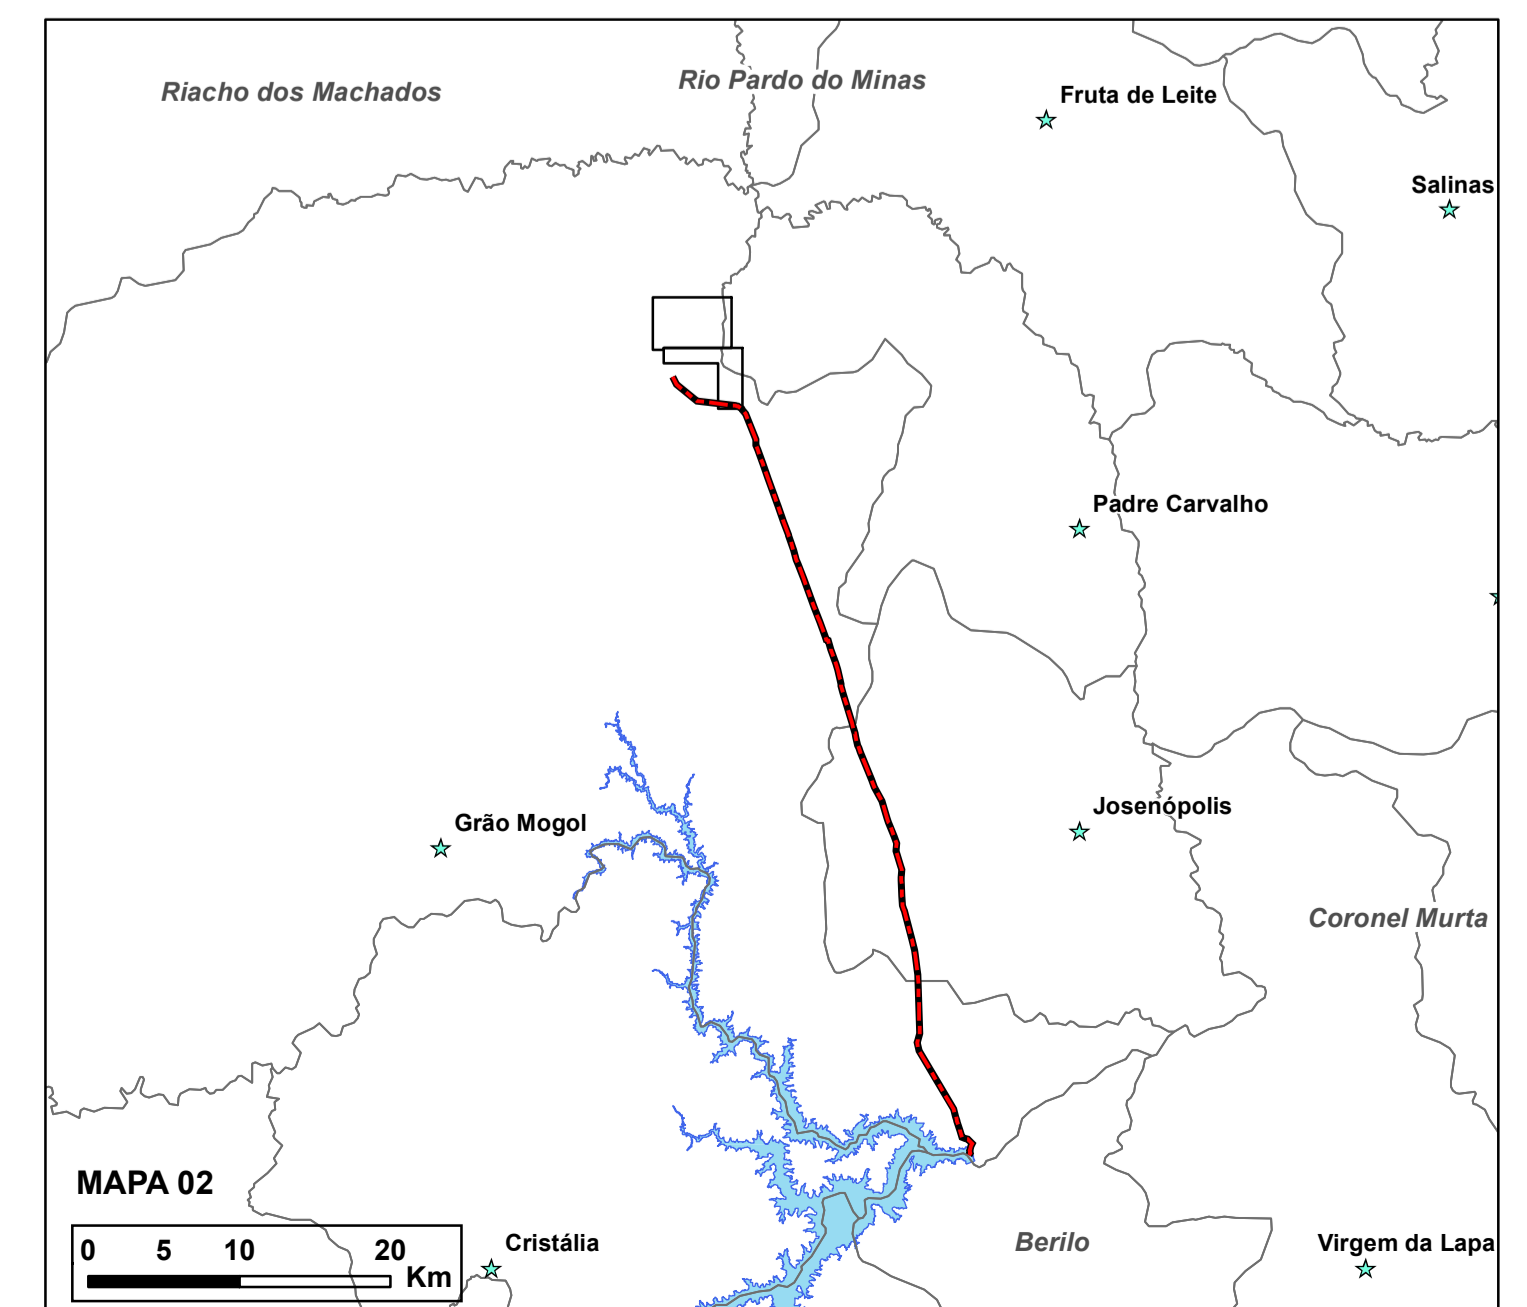 Rio Pardo do Minas
Riacho dos Machados
Fruta de Leite
Salinas
Padre Carvalho
Josenópolis
Grão Mogol
Coronel Murta
MAPA 02
0 5 10 20
Km
Cristália
Berilo
Virgem da Lapa